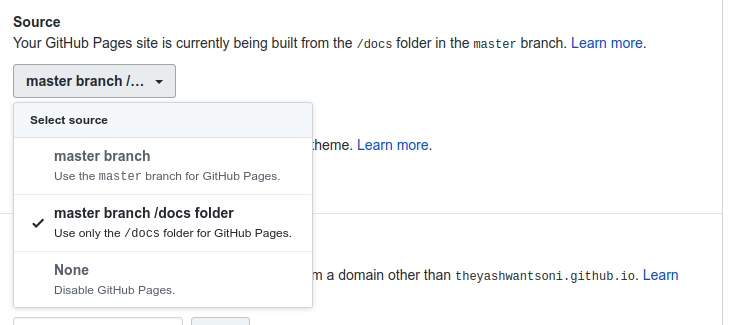 Source
Your GitHub Pages site is currently being built from the /docs folder in the master branch. Learn more.
master branch /...
Select source
master branch
Use the master branch for GitHub Pages.
heme. Learn more.
master branch /docs folder
Use only the /docs folder for GitHub Pages.
None
Disable GitHub Pages.
m a domain other than theyashwantsoni.github.io. Learn